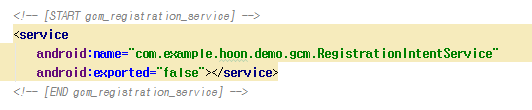 <!-- [START gcm_registration_service] -->
<service
android:name="com.example.hoon.demo.gcm.RegistrationIntentService"
android:exported="false"></service>
<!-- [END gcm_registration_service] -->